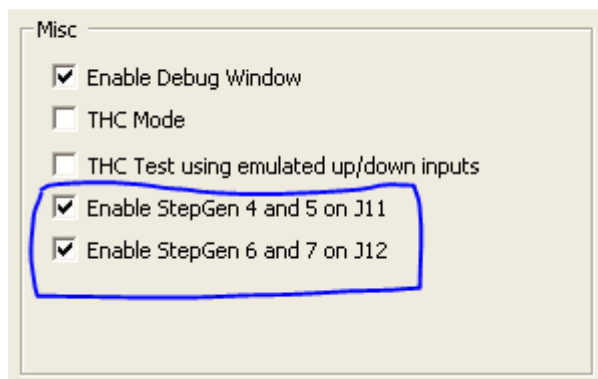 Misc
Enable Debug Window
THC Mode
THC Test using emulated up/down inputs
Enable StepGen 4 and 5 on J11
Enable StepGen 6 and 7 on J12